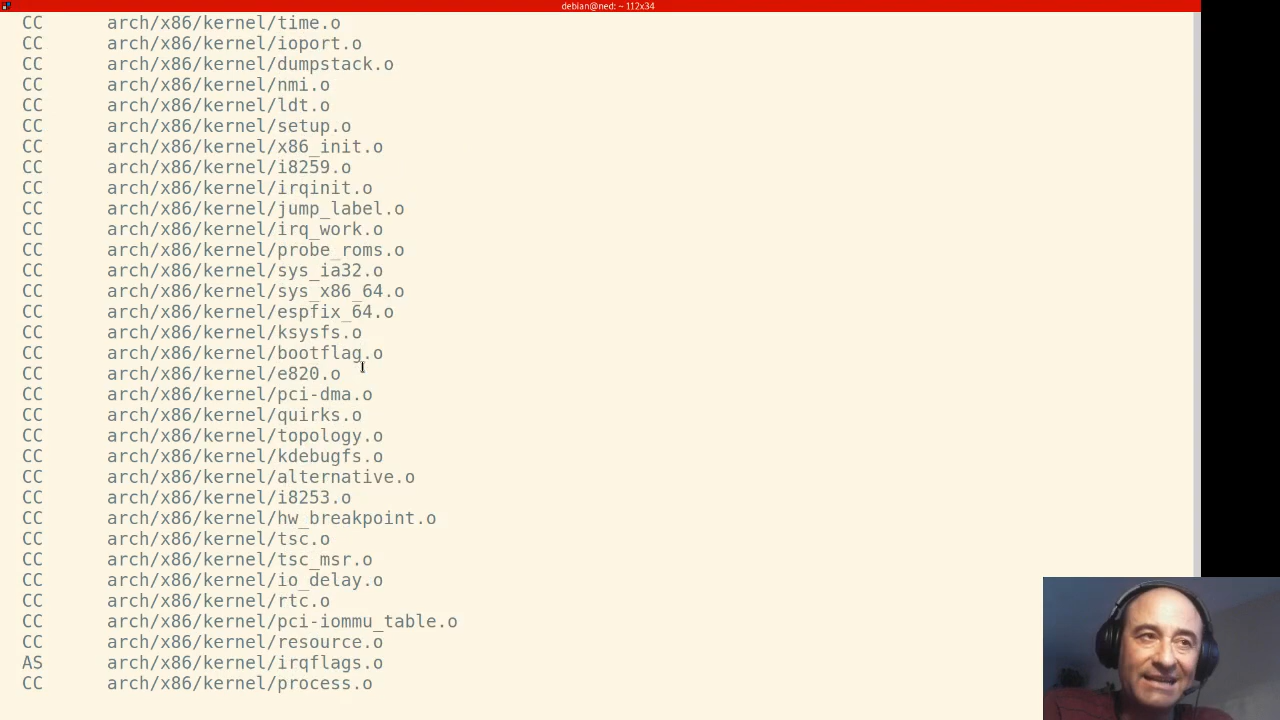 debian@ned: ~ 112x34
CC arch/x86/kernel/time.o
CC arch/x86/kernel/ioport.o
CC arch/x86/kernel/dumpstack.o
CC arch/x86/kernel/nmi.o
CC arch/x86/kernel/ldt.o
CC arch/x86/kernel/setup.o
CC arch/x86/kernel/x86_init.o
CC arch/x86/kernel/i8259.o
CC arch/x86/kernel/irqinit.o
CC arch/x86/kernel/jump_label.o
CC arch/x86/kernel/irq_work.o
CC arch/x86/kernel/probe_roms.o
CC arch/x86/kernel/sys_ia32.o
CC arch/x86/kernel/sys_x86_64.o
CC arch/x86/kernel/espfix_64.o
CC arch/x86/kernel/ksysfs.o
CC arch/x86/kernel/bootflag.o
CC arch/x86/kernel/e820.o
CC arch/x86/kernel/pci-dma.o
CC arch/x86/kernel/quirks.o
CC arch/x86/kernel/topology.o
CC arch/x86/kernel/kdebugfs.o
CC arch/x86/kernel/alternative.o
CC arch/x86/kernel/i8253.o
CC arch/x86/kernel/hw_breakpoint.o
CC arch/x86/kernel/tsc.o
CC arch/x86/kernel/tsc_msr.o
CC arch/x86/kernel/io_delay.o
CC arch/x86/kernel/rtc.o
CC arch/x86/kernel/pci-iommu_table.o
CC arch/x86/kernel/resource.o
AS arch/x86/kernel/irqflags.o
CC arch/x86/kernel/process.o